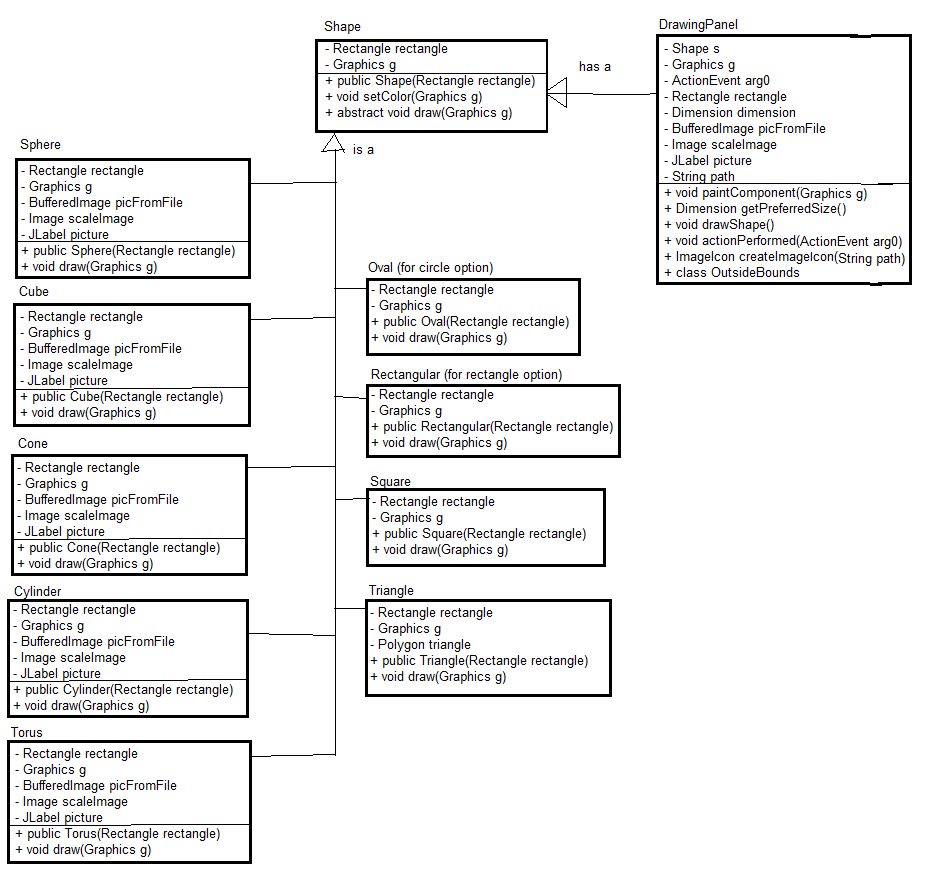 Shape
- Rectangle rectangle
- Graphics g
+ public Shape(Rectangle rectangle)
+ void setColor(Graphics g)
+ abstract void draw(Graphics g)
has a
DrawingPanel
- Shape s
- Graphics g
- ActionEvent arg0
- Rectangle rectangle
- Dimension dimension
- BufferedImage picFromFile
- Image scaleImage
- JLabel picture
- String path
+ void paintComponent(Graphics g)
+ Dimension getPreferredSize()
+ void drawShape()
+ void actionPerformed(ActionEvent arg0)
+ ImageIcon createImageIcon(String path)
+ class OutsideBounds
is a
Sphere
- Rectangle rectangle
- Graphics g
- BufferedImage picFromFile
- Image scaleImage
- JLabel picture
+ public Sphere(Rectangle rectangle)
+ void draw(Graphics g)
Cube
- Rectangle rectangle
- Graphics g
- BufferedImage picFromFile
- Image scaleImage
- JLabel picture
+ public Cube(Rectangle rectangle)
+ void draw(Graphics g)
Cone
- Rectangle rectangle
- Graphics g
- BufferedImage picFromFile
- Image scaleImage
- JLabel picture
+ public Cone(Rectangle rectangle)
+ void draw(Graphics g)
Cylinder
- Rectangle rectangle
- Graphics g
- BufferedImage picFromFile
- Image scaleImage
- JLabel picture
+ public Cylinder(Rectangle rectangle)
+ void draw(Graphics g)
Torus
- Rectangle rectangle
- Graphics g
- BufferedImage picFromFile
- Image scaleImage
- JLabel picture
+ public Torus(Rectangle rectangle)
+ void draw(Graphics g)
Oval (for circle option)
- Rectangle rectangle
- Graphics g
+ public Oval(Rectangle rectangle)
+ void draw(Graphics g)
Rectangular (for rectangle option)
- Rectangle rectangle
- Graphics g
+ public Rectangular(Rectangle rectangle)
+ void draw(Graphics g)
Square
- Rectangle rectangle
- Graphics g
+ public Square(Rectangle rectangle)
+ void draw(Graphics g)
Triangle
- Rectangle rectangle
- Graphics g
- Polygon triangle
+ public Triangle(Rectangle rectangle)
+ void draw(Graphics g)